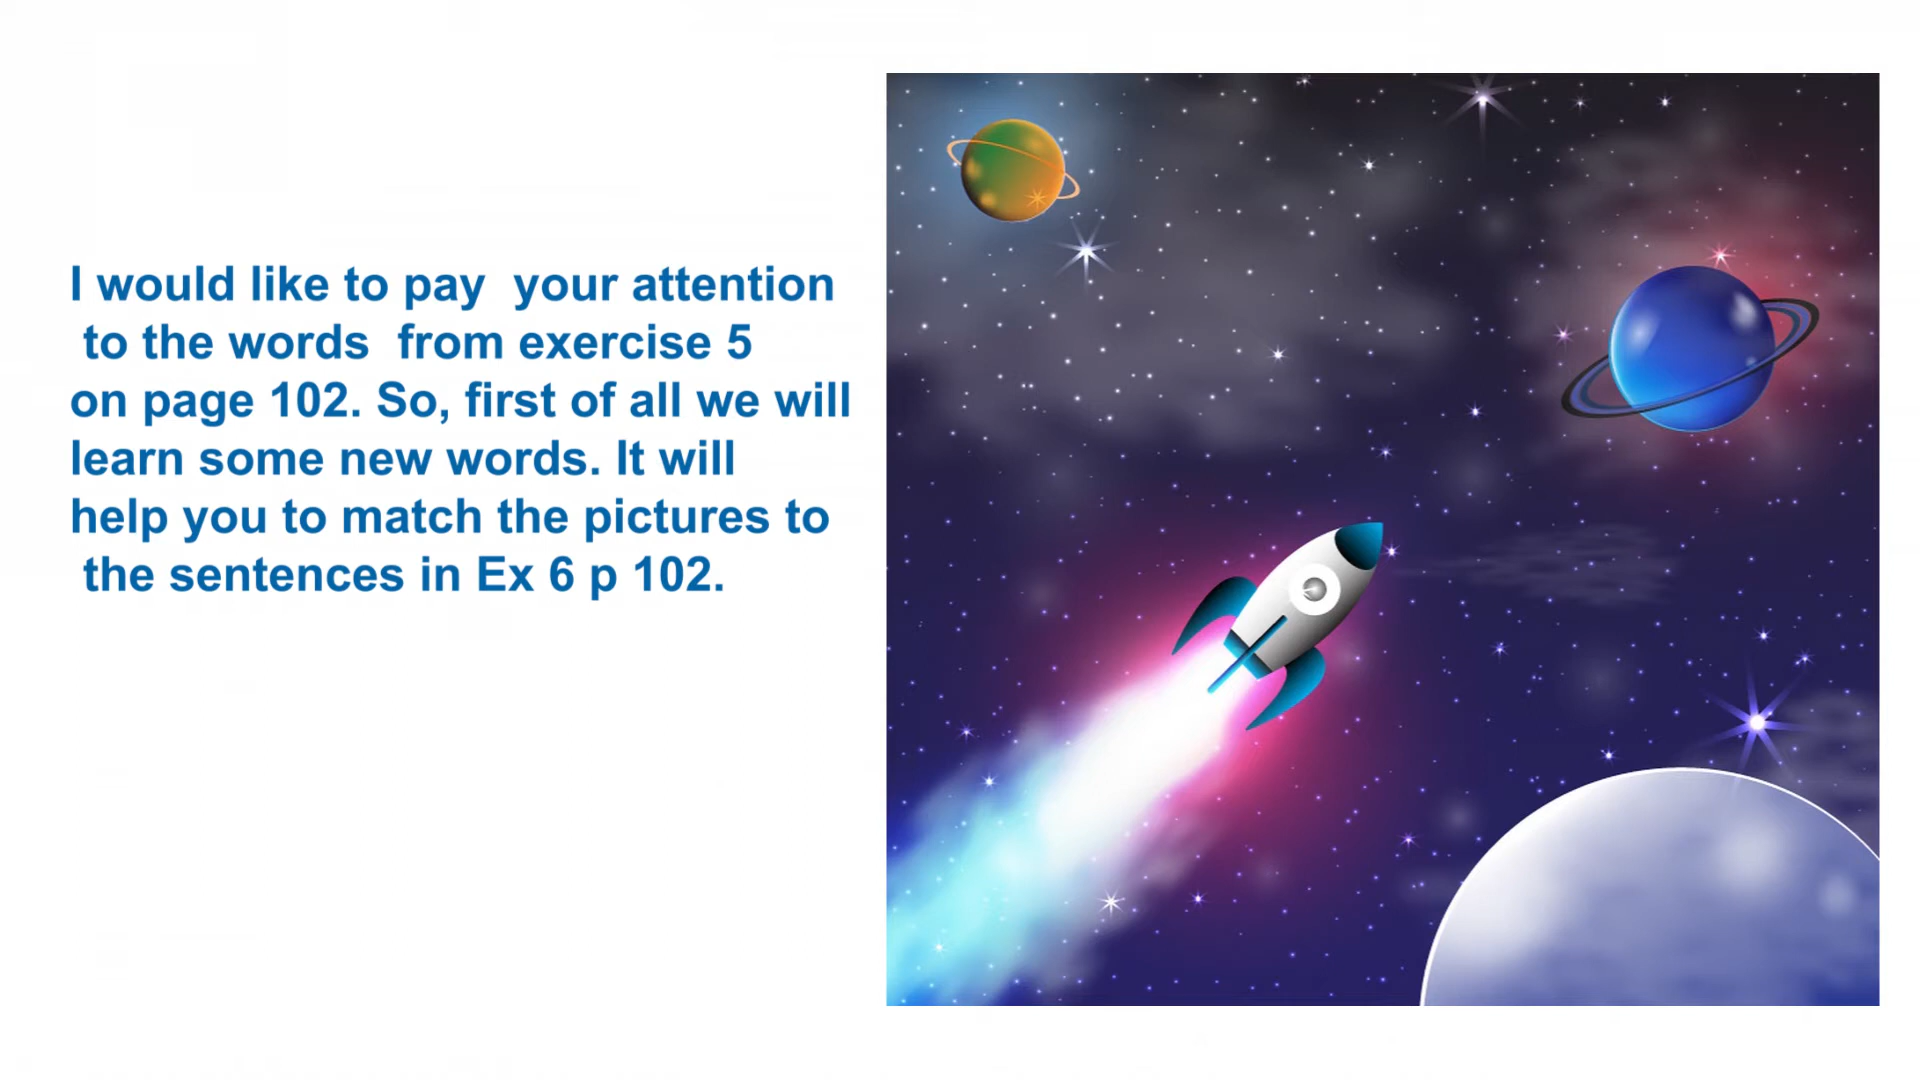 I would like to pay  your attention
to the words  from exercise 5
on page 102. So, first of all we will
learn some new words. It will
help you to match the pictures to
the sentences in Ex 6 p 102.